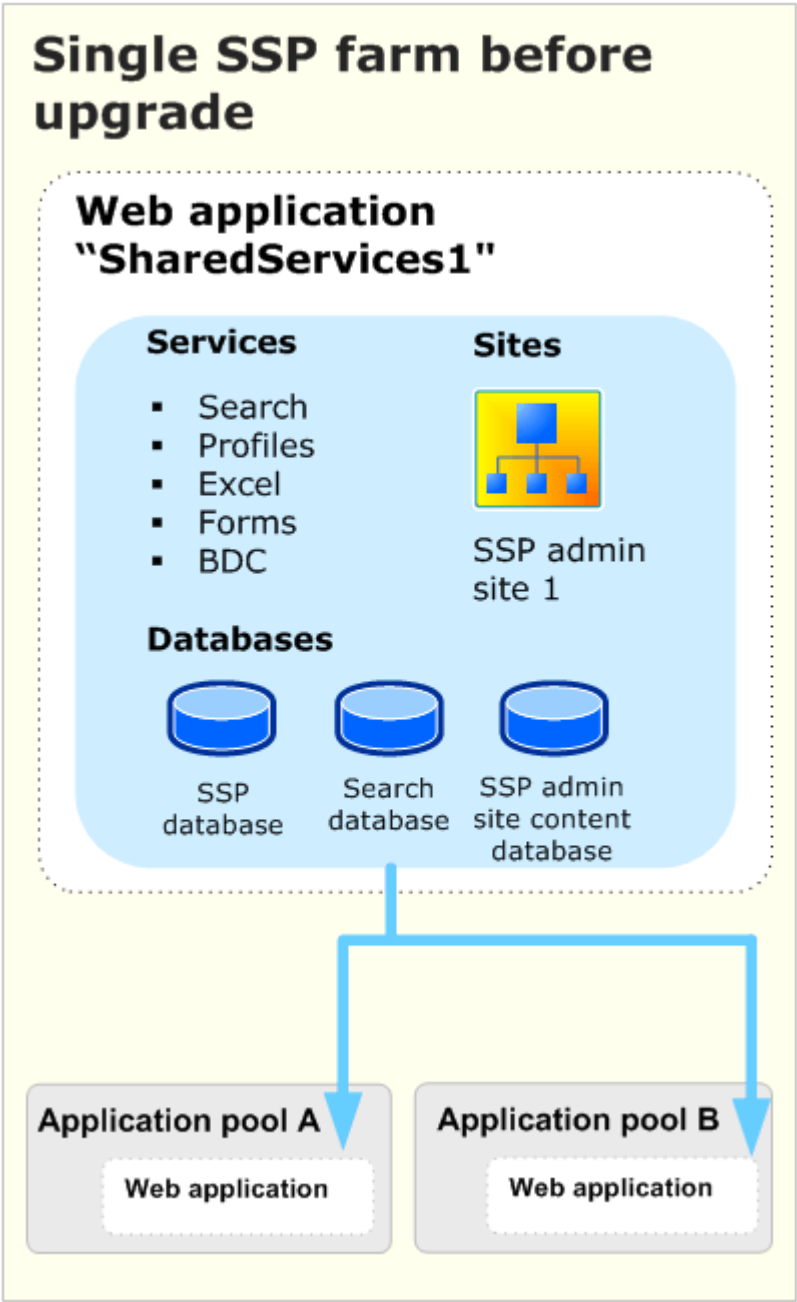 Single SSP farm before
upgrade
Web application
“SharedServices1"
Services
▪ Search
▪ Profiles
▪ Excel
▪ Forms
▪ BDC
Sites
SSP admin
site 1
Databases
SSP
database
Search
database
SSP admin
site content
database
Application pool A
Web application
Application pool B
Web application